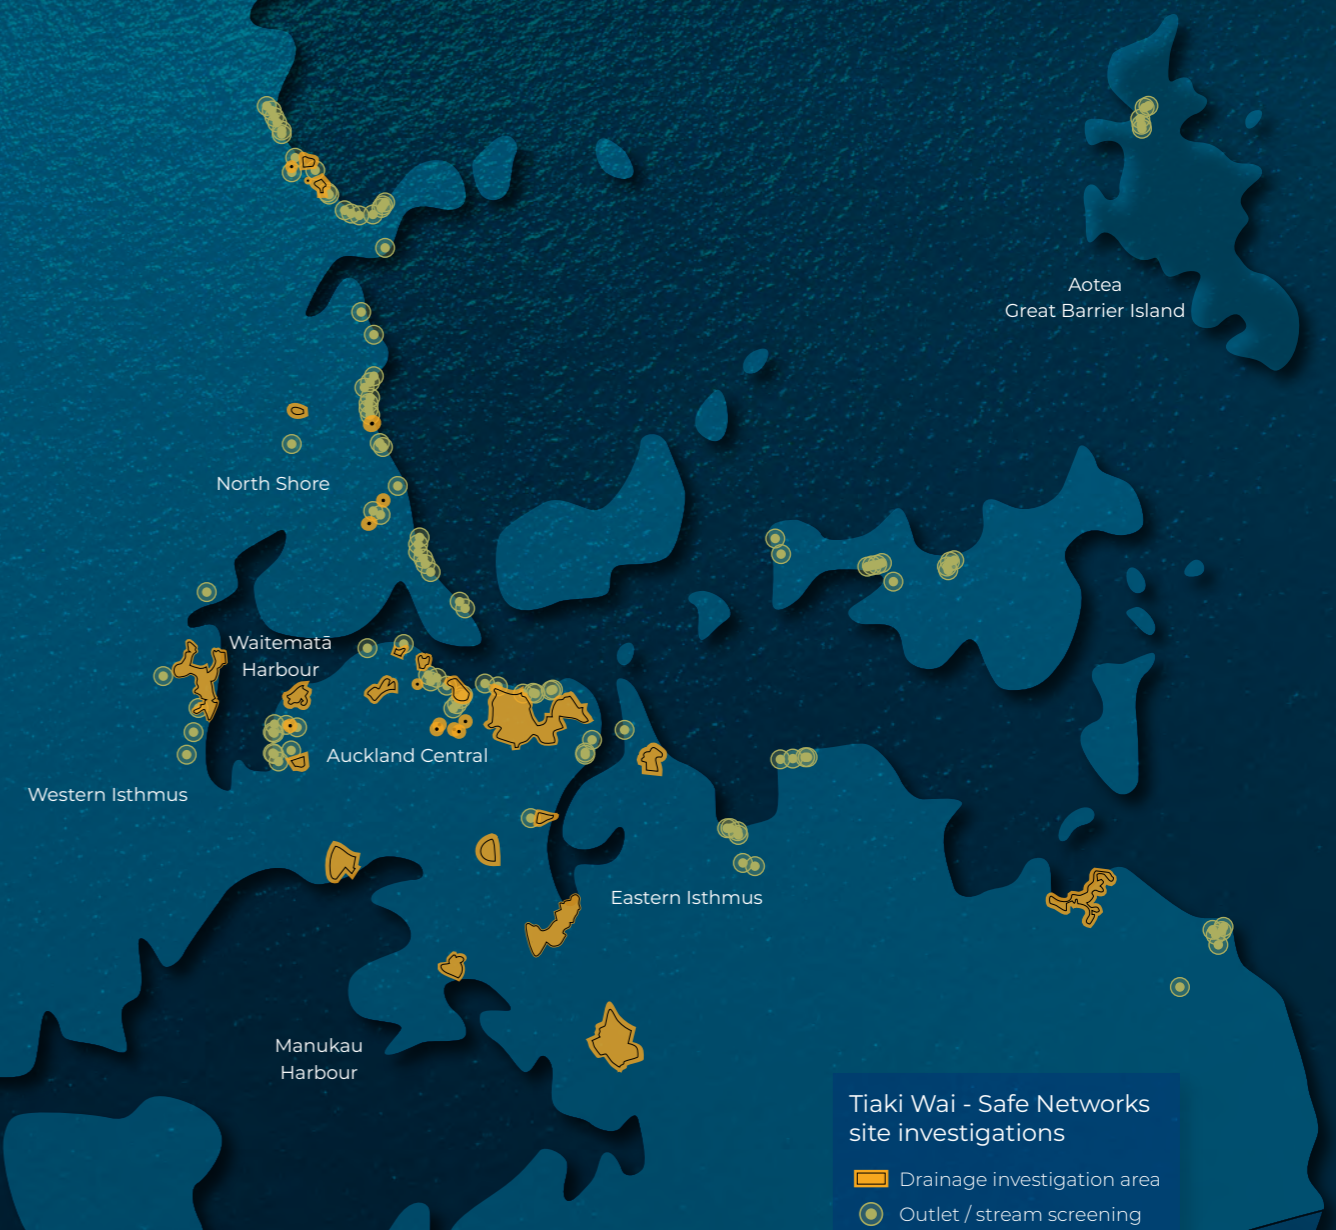 Aotea
Great Barrier Island
North Shore
Waitematā
Harbour
Auckland Central
Western Isthmus
Eastern Isthmus
Manukau
Harbour
Tiaki Wai - Safe Networks
site investigations
Drainage investigation area
Outlet / stream screening